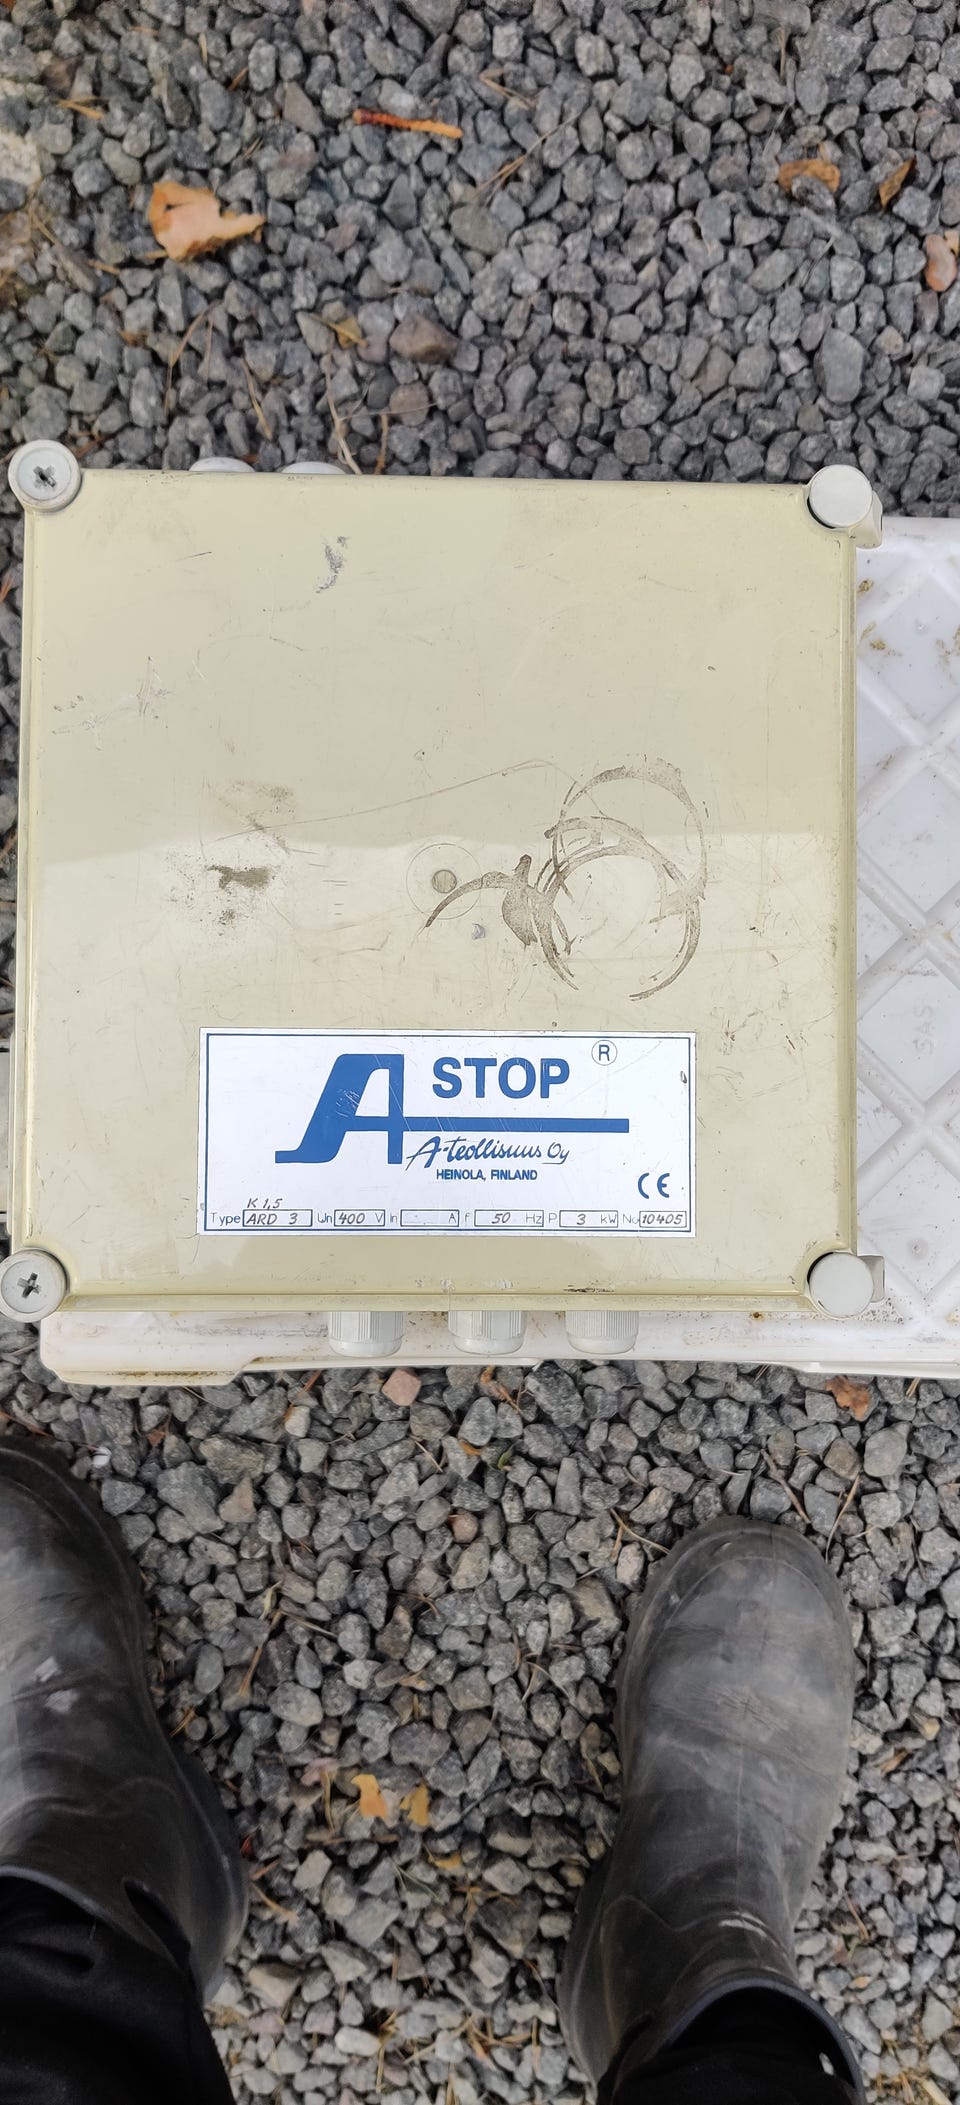 STOP ®
A-teollisuus Oy
HEINOLA, FINLAND
CE
K 1,5
Type ARD 3 Un 400 V In A f 50 Hz P 3 kW No 10405
SAS